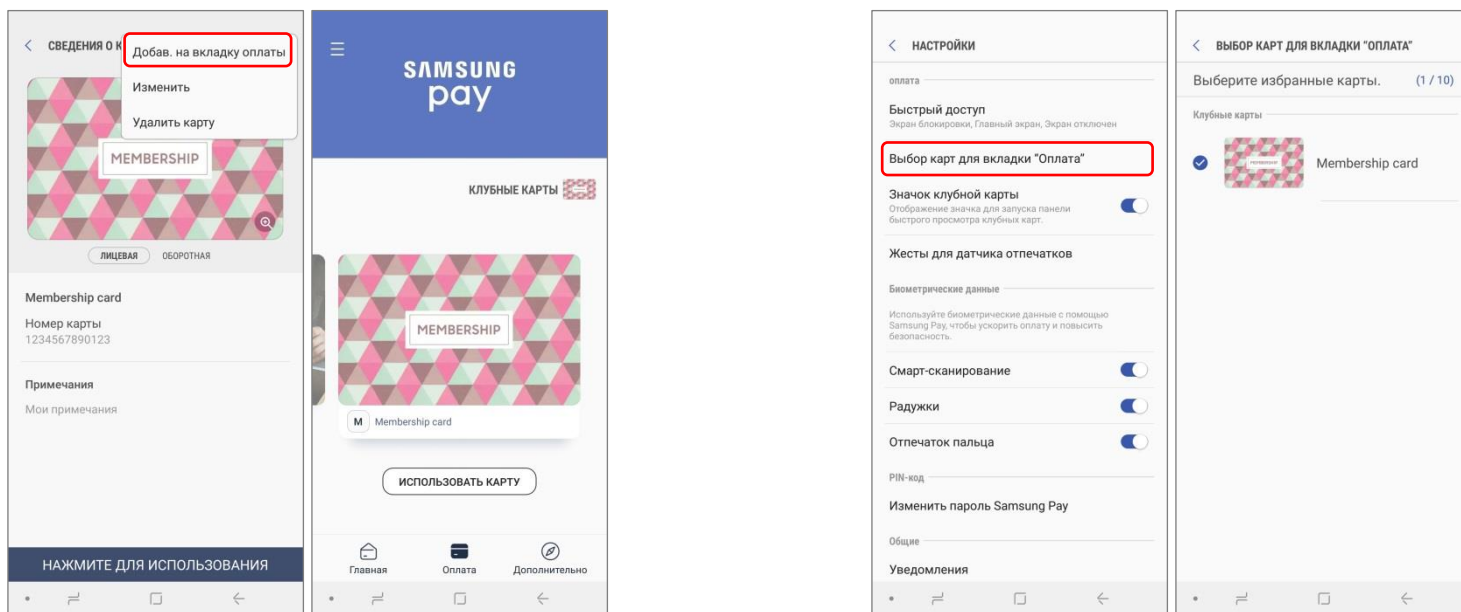 СВЕДЕНИЯ О К
Добав. на вкладку оплаты
Изменить
Удалить карту
MEMBERSHIP
ЛИЦЕВАЯ
ОБОРОТНАЯ
Membership card
Номер карты
1234567890123
Примечания
Мои примечания
НАЖМИТЕ ДЛЯ ИСПОЛЬЗОВАНИЯ
SAMSUNG
pay
КЛУБНЫЕ КАРТЫ
MEMBERSHIP
M Membership card
ИСПОЛЬЗОВАТЬ КАРТУ
Главная
Оплата
Дополнительно
НАСТРОЙКИ
оплата
Быстрый доступ
Экран блокировки, Главный экран, Экран отключен
Выбор карт для вкладки “Оплата”
Значок клубной карты
Отображение значка для запуска панели
быстрого просмотра клубных карт.
Жесты для датчика отпечатков
Биометрические данные
Используйте биометрические данные с помощью
Samsung Pay, чтобы ускорить оплату и повысить
безопасность.
Смарт-сканирование
Радужки
Отпечаток пальца
PIN-код
Изменить пароль Samsung Pay
Общие
Уведомления
ВЫБОР КАРТ ДЛЯ ВКЛАДКИ “ОПЛАТА”
Выберите избранные карты. (1 / 10)
Клубные карты
MEMBERSHIP
Membership card